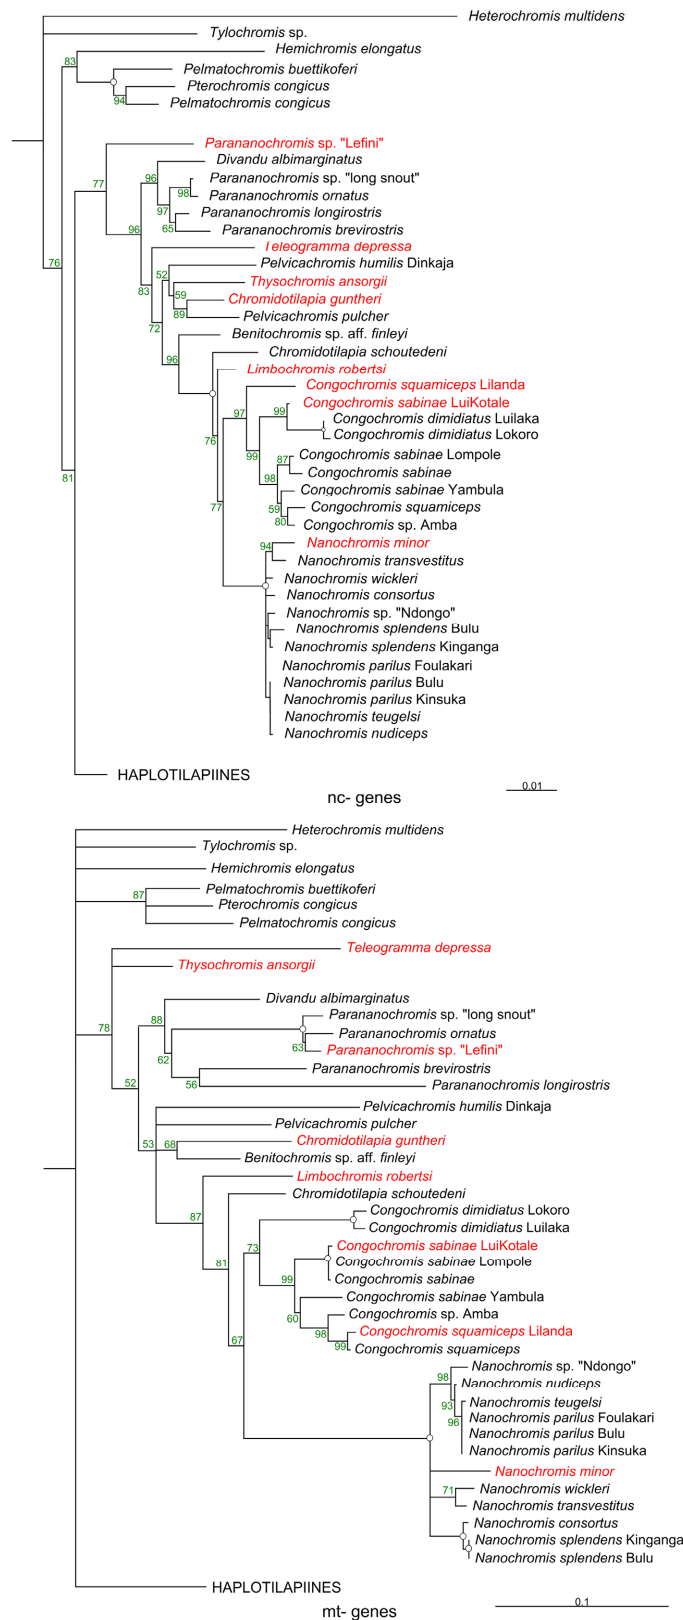 Heterochromis multidens
Tylochromis sp.
Hemichromis elongatus
83
Pelmatochromis buettikoferi
Pterochromis congicus
94
Pelmatochromis congicus
Parananochromis sp. "Lefini"
Divandu albimarginatus
77
96
Parananochromis sp. "long snout"
98
Parananochromis ornatus
97
Parananochromis longirostris
96
65
Parananochromis brevirostris
Teleogramma depressa
76
Pelvicachromis humilis Dinkaja
52
83
Thysochromis ansorgii
59
Chromidotilapia guntheri
89
Pelvicachromis pulcher
72
Benitochromis sp. aff. finleyi
96
Chromidotilapia schoutedeni
Limbochromis robertsi
Congochromis squamiceps Lilanda
Congochromis sabinae LuiKotale
97
99
Congochromis dimidiatus Luilaka
76
Congochromis dimidiatus Lokoro
99
Congochromis sabinae Lompole
87
Congochromis sabinae
81
98
Congochromis sabinae Yambula
77
59
Congochromis squamiceps
80
Congochromis sp. Amba
94
Nanochromis minor
Nanochromis transvestitus
Nanochromis wickleri
Nanochromis consortus
Nanochromis sp. "Ndongo"
Nanochromis splendens Bulu
Nanochromis splendens Kinganga
Nanochromis parilus Foulakari
Nanochromis parilus Bulu
Nanochromis parilus Kinsuka
Nanochromis teugelsi
Nanochromis nudiceps
HAPLOTILAPIINES
0.01
nc- genes
Heterochromis multidens
Tylochromis sp.
Hemichromis elongatus
Pelmatochromis buettikoferi
87
Pterochromis congicus
Pelmatochromis congicus
Teleogramma depressa
Thysochromis ansorgii
Divandu albimarginatus
88
Parananochromis sp. "long snout"
78
Parananochromis ornatus
63
Parananochromis sp. "Lefini"
62
Parananochromis brevirostris
52
56
Parananochromis longirostris
Pelvicachromis humilis Dinkaja
Pelvicachromis pulcher
53
68
Chromidotilapia guntheri
Benitochromis sp. aff. finleyi
Limbochromis robertsi
Chromidotilapia schoutedeni
87
Congochromis dimidiatus Lokoro
Congochromis dimidiatus Luilaka
73
Congochromis sabinae LuiKotale
81
Congochromis sabinae Lompole
99
Congochromis sabinae
Congochromis sabinae Yambula
60
Congochromis sp. Amba
98
Congochromis squamiceps Lilanda
67
99
Congochromis squamiceps
Nanochromis sp. "Ndongo"
98
Nanochromis nudiceps
93
Nanochromis teugelsi
96
Nanochromis parilus Foulakari
Nanochromis parilus Bulu
Nanochromis parilus Kinsuka
Nanochromis minor
71
Nanochromis wickleri
Nanochromis transvestitus
Nanochromis consortus
Nanochromis splendens Kinganga
Nanochromis splendens Bulu
HAPLOTILAPIINES
0.1
mt- genes